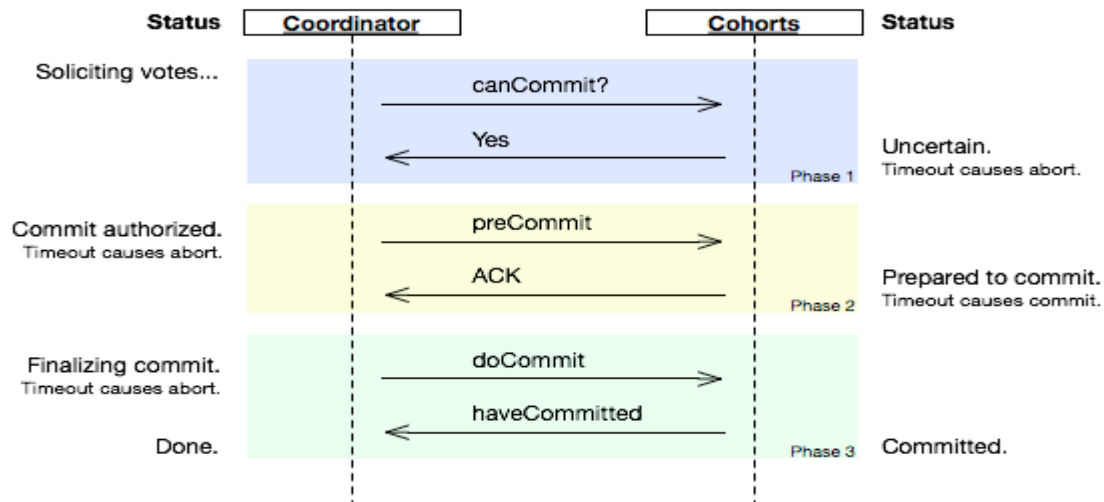 Status Coordinator Cohorts Status
Soliciting votes...
canCommit?
Yes
Uncertain.
Timeout causes abort.
Phase 1
Commit authorized.
Timeout causes abort.
preCommit
ACK
Prepared to commit.
Timeout causes commit.
Phase 2
Finalizing commit.
Timeout causes abort.
doCommit
haveCommitted
Done.
Committed.
Phase 3